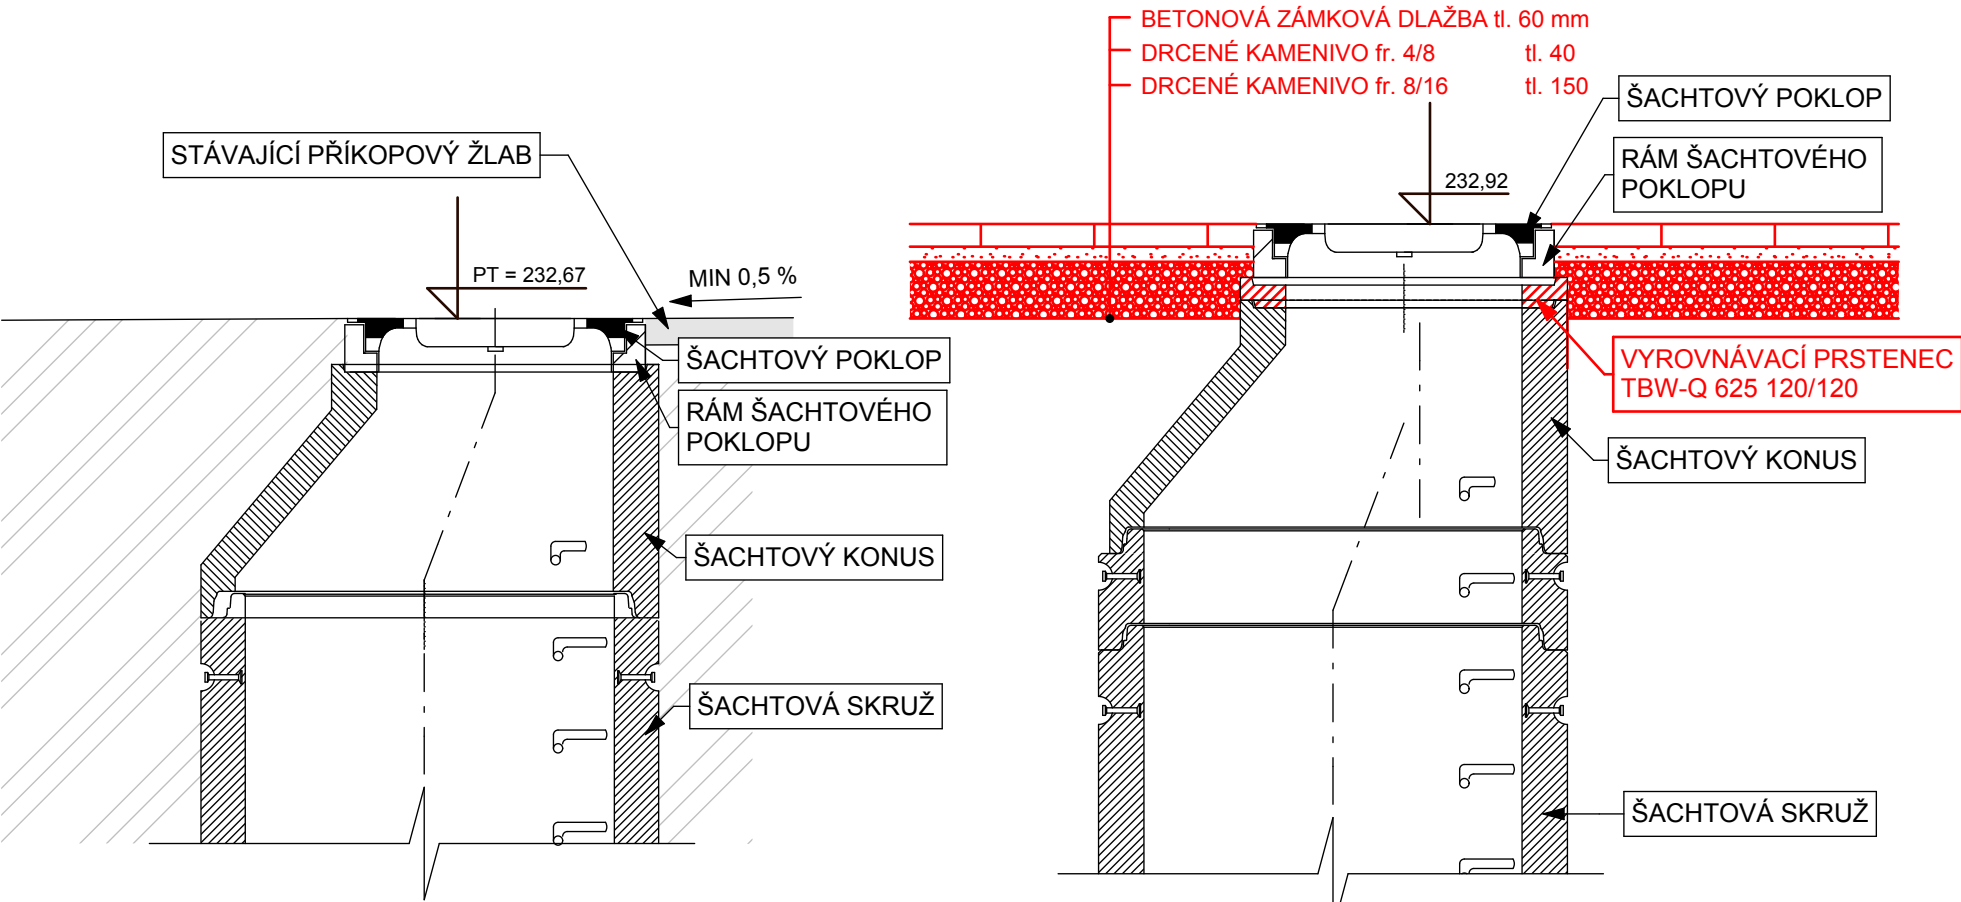 STÁVAJÍCÍ PŘÍKOPOVÝ ŽLAB
PT = 232,67
MIN 0,5 %
ŠACHTOVÝ POKLOP
RÁM ŠACHTOVÉHO
POKLOPU
ŠACHTOVÝ KONUS
ŠACHTOVÁ SKRUŽ
BETONOVÁ ZÁMKOVÁ DLAŽBA tl. 60 mm
DRCENÉ KAMENIVO fr. 4/8 tl. 40
DRCENÉ KAMENIVO fr. 8/16 tl. 150
ŠACHTOVÝ POKLOP
232,92
RÁM ŠACHTOVÉHO
POKLOPU
VYROVNÁVACÍ PRSTENEC
TBW-Q 625 120/120
ŠACHTOVÝ KONUS
ŠACHTOVÁ SKRUŽ